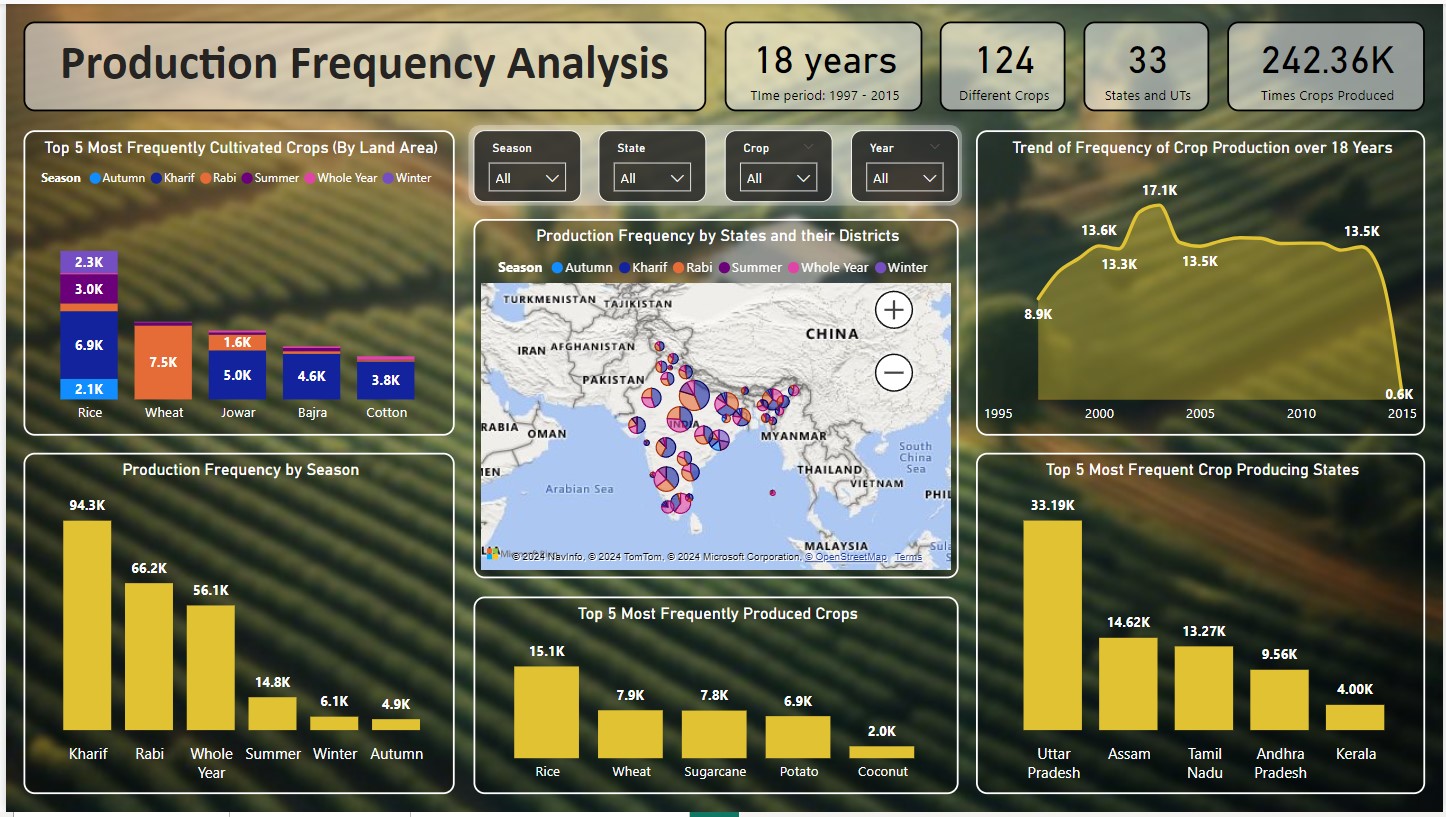 Production Frequency Analysis
18 years
TIme period: 1997 - 2015
124
Different Crops
33
States and UTs
242.36K
Times Crops Produced
Top 5 Most Frequently Cultivated Crops (By Land Area)
Season Autumn Kharif Rabi Summer Whole Year Winter
2.3K
3.0K
6.9K
2.1K
7.5K
1.6K
5.0K
4.6K
3.8K
Rice Wheat Jowar Bajra Cotton
Season State Crop Year
All All All All
Production Frequency by States and their Districts
Season Autumn Kharif Rabi Summer Whole Year Winter
TURKMENISTAN TAJIKISTAN
CHINA
IRAN AFGHANISTAN
PAKISTAN
INDIA
RABIA OMAN
MYANMAR
South
China
Sea
MEN
THAILAND
VIETNAM
Arabian Sea
PHIL
MALAYSIA
© 2024 NavInfo, © 2024 TomTom, © 2024 Microsoft Corporation, © OpenStreetMap Terms
Trend of Frequency of Crop Production over 18 Years
17.1K
13.6K
13.3K
13.5K
13.5K
8.9K
0.6K
1995 2000 2005 2010 2015
Production Frequency by Season
94.3K
66.2K
56.1K
14.8K
6.1K
4.9K
Kharif Rabi Whole Summer Winter Autumn
Year
Top 5 Most Frequently Produced Crops
15.1K
7.9K
7.8K
6.9K
2.0K
Rice Wheat Sugarcane Potato Coconut
Top 5 Most Frequent Crop Producing States
33.19K
14.62K
13.27K
9.56K
4.00K
Uttar Assam Tamil Andhra Kerala
Pradesh Nadu Pradesh